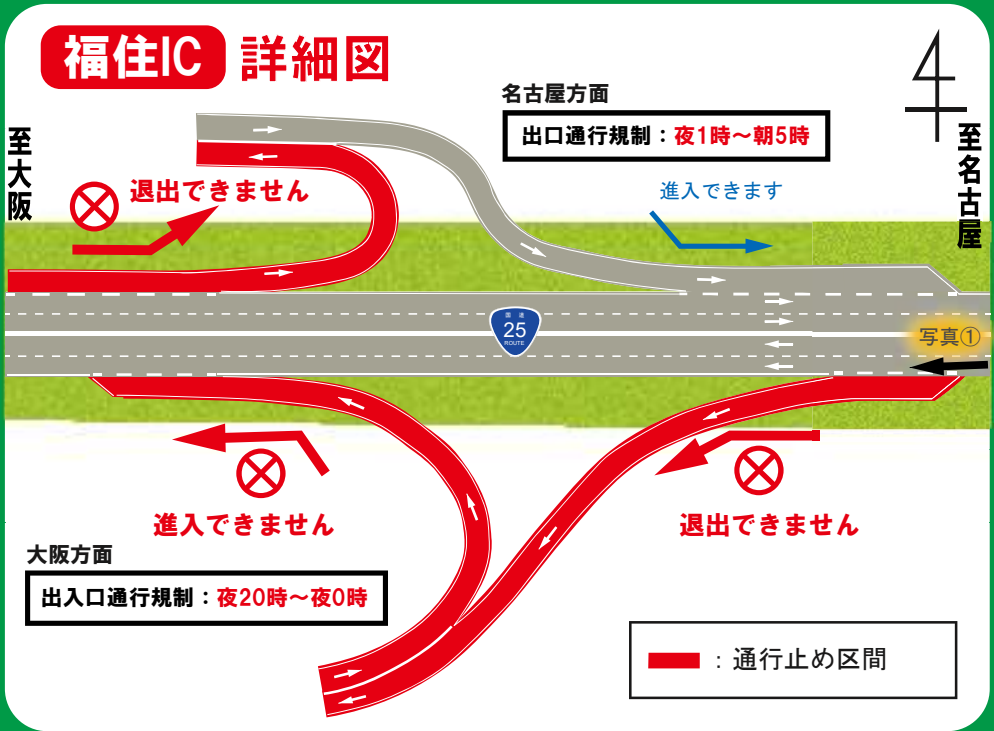 福住IC 詳細図
名古屋方面
出口通行規制：夜1時～朝5時
至大阪
至名古屋
退出できません
進入できます
国道
25
ROUTE
写真①
進入できません
退出できません
大阪方面
出入口通行規制：夜20時～夜0時
：通行止め区間